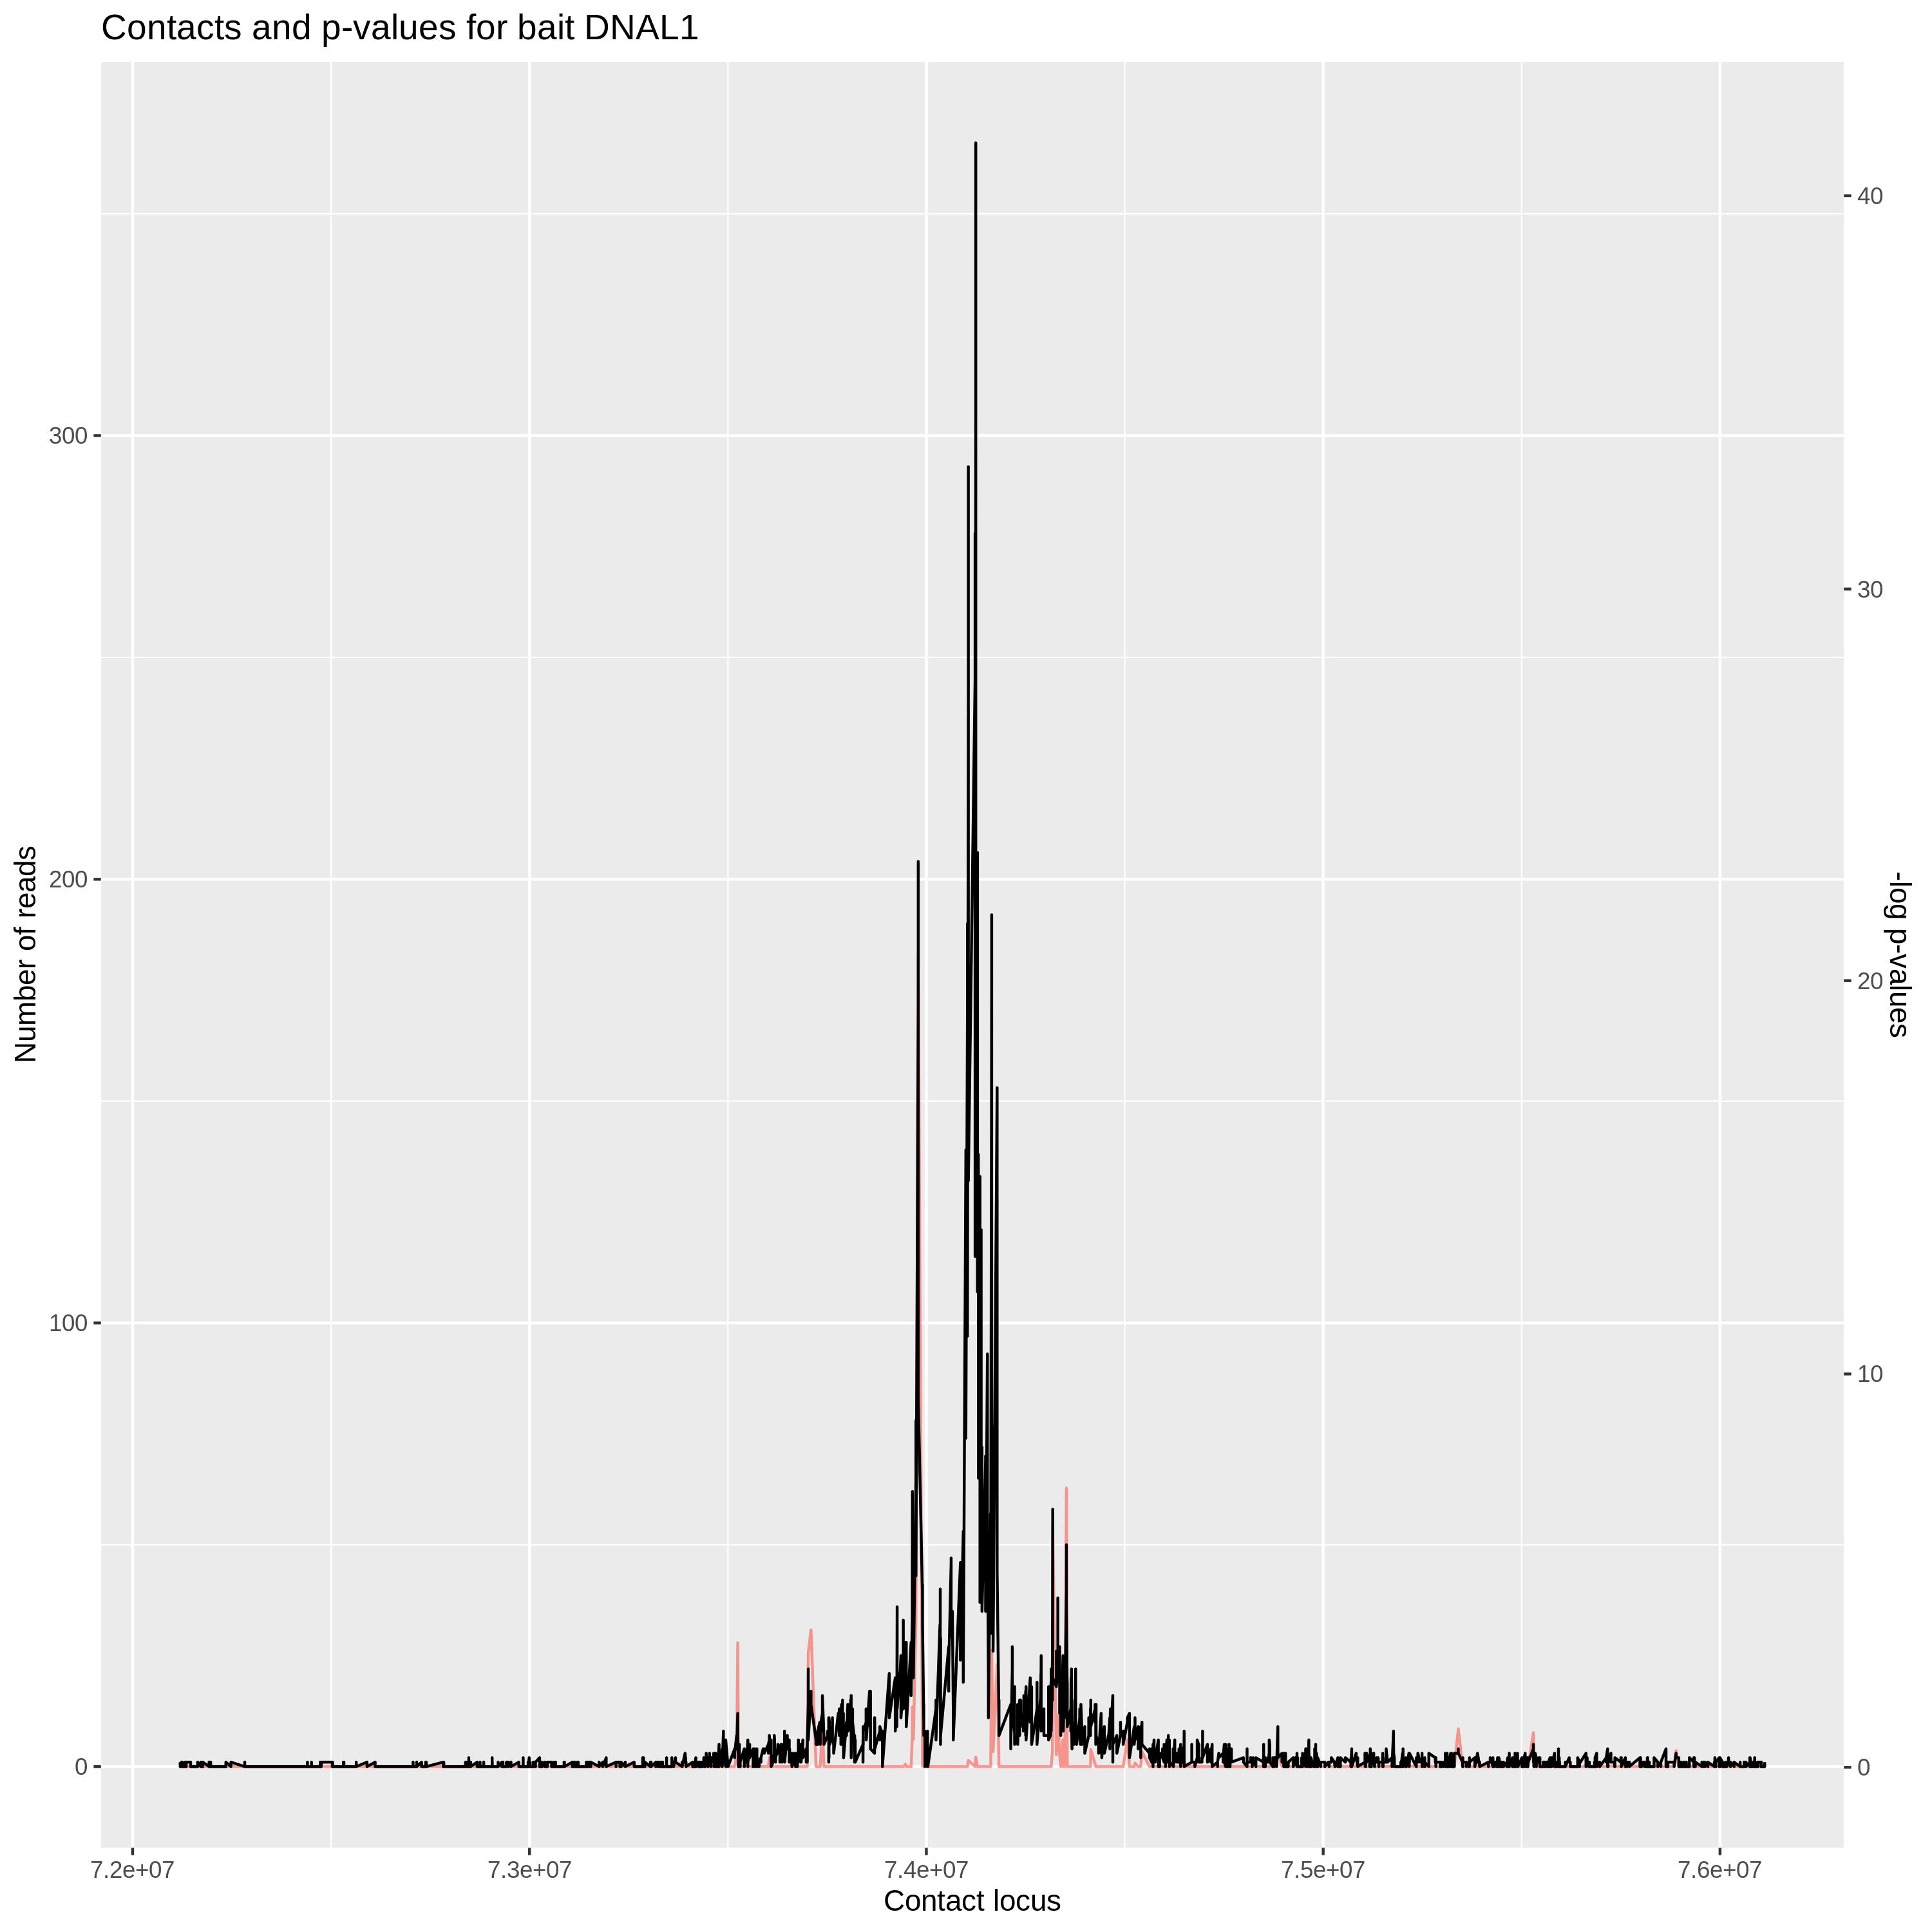 Contacts and p-values for bait DNAL1
300
200
100
0
Number of reads
40
30
20
10
0
-log p-values
7.2e+07
7.3e+07
7.4e+07
7.5e+07
7.6e+07
Contact locus